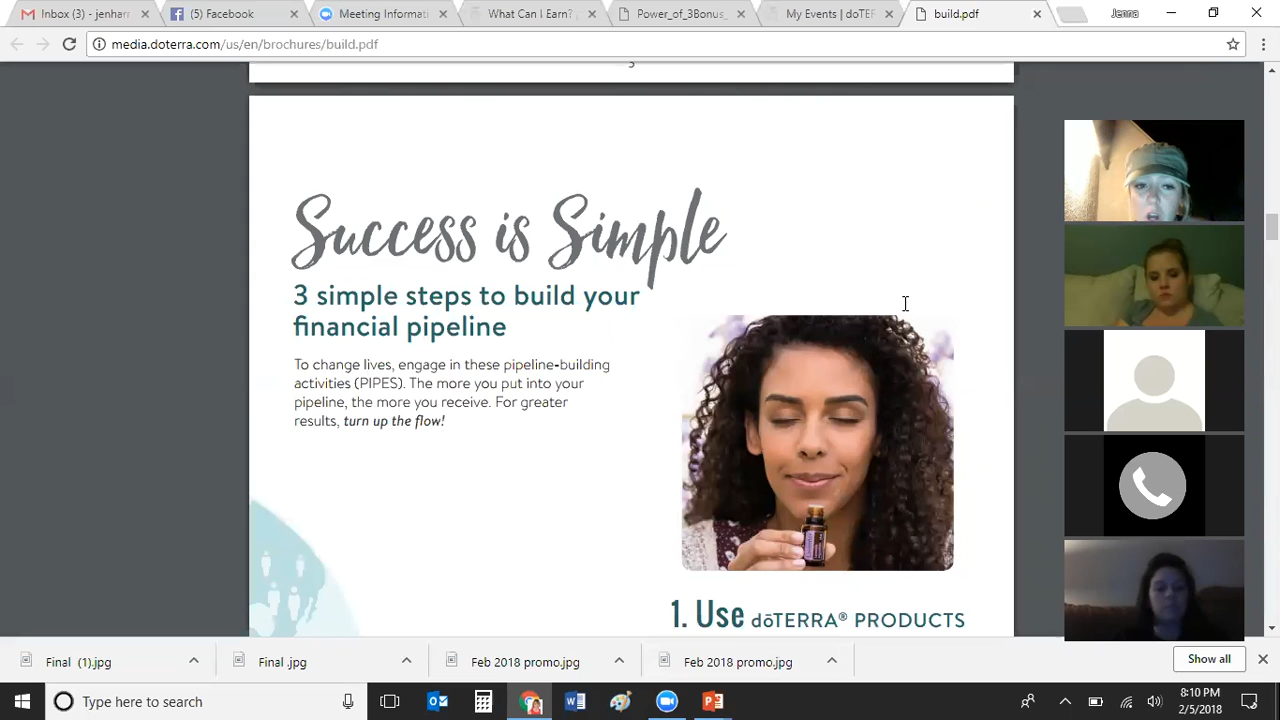 Inbox (3) - jenharr
(5) Facebook
Meeting Informati
What Can I Earn?
Power_of_3Bonus_
My Events | doTEF
build.pdf
Jenna
media.doterra.com/us/en/brochures/build.pdf
Success is Simple
3 simple steps to build your
financial pipeline
To change lives, engage in these pipeline-building
activities (PIPES). The more you put into your
pipeline, the more you receive. For greater
results, turn up the flow!
1. Use dōTERRA® PRODUCTS
Final (1).jpg
Final .jpg
Feb 2018 promo.jpg
Feb 2018 promo.jpg
Show all
Type here to search
8:10 PM
2/5/2018